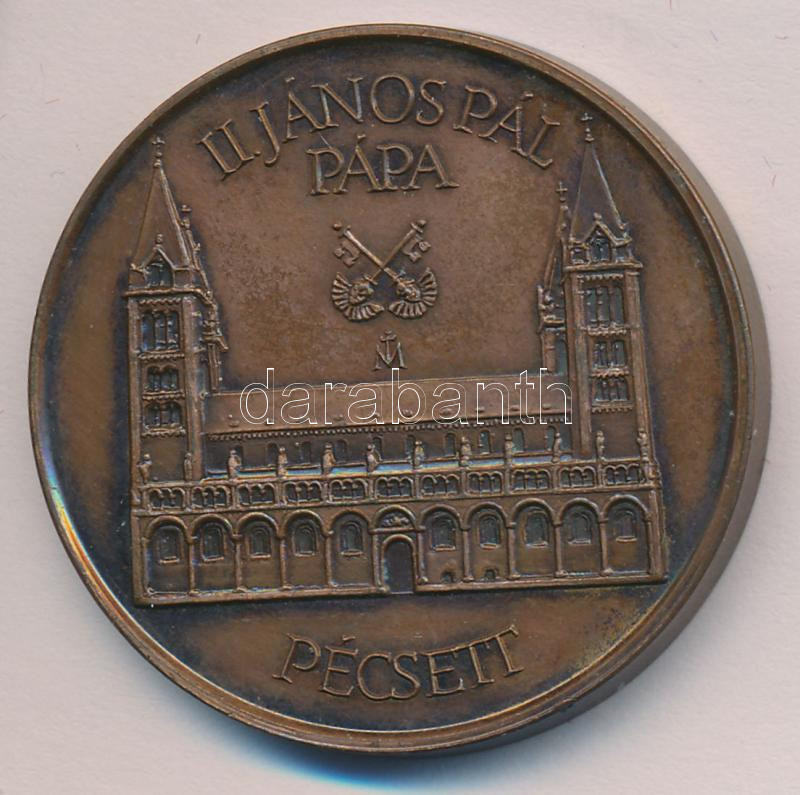 II. JÁNOS PÁL
PÁPA
M
darabanth
PÉCSETT